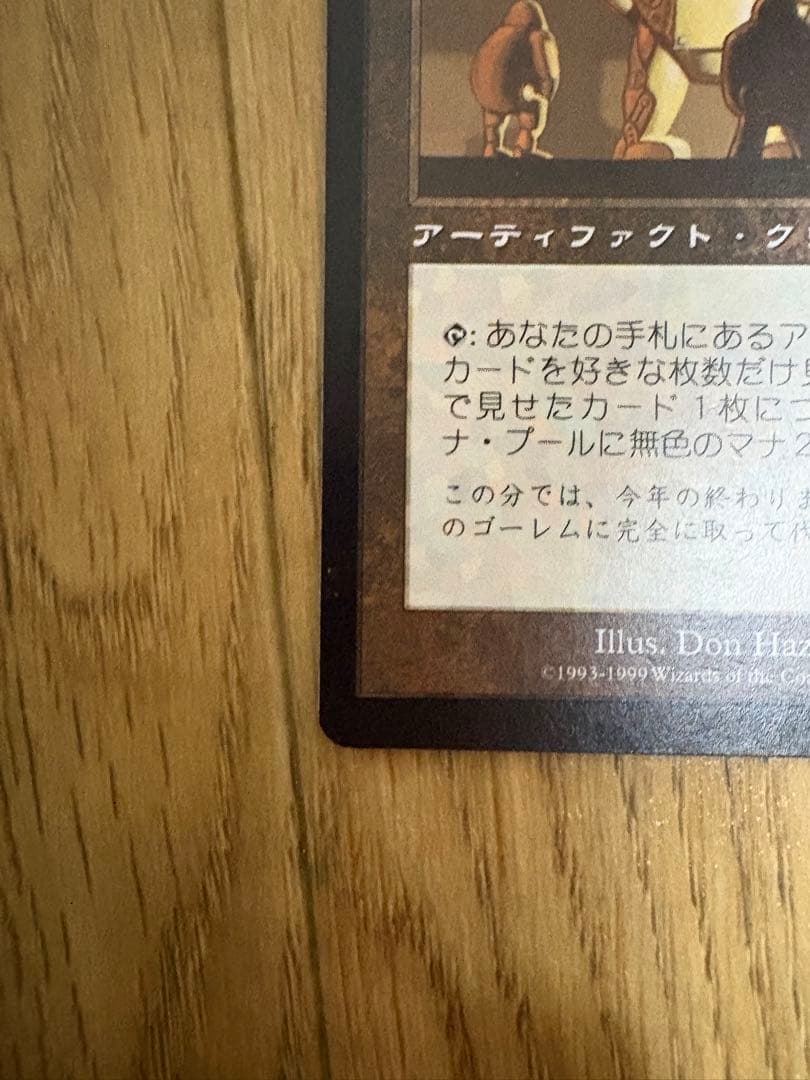 アーティファクト・ク
: あなたの手札にあるア
カードを好きな枚数だけ
で見せたカード 1枚につ
ナ・プールに無色のマナ2
この分では、今年の終わり
のゴーレムに完全に取って代
Illus. Don Haz
©1993-1999 Wizards of the Co